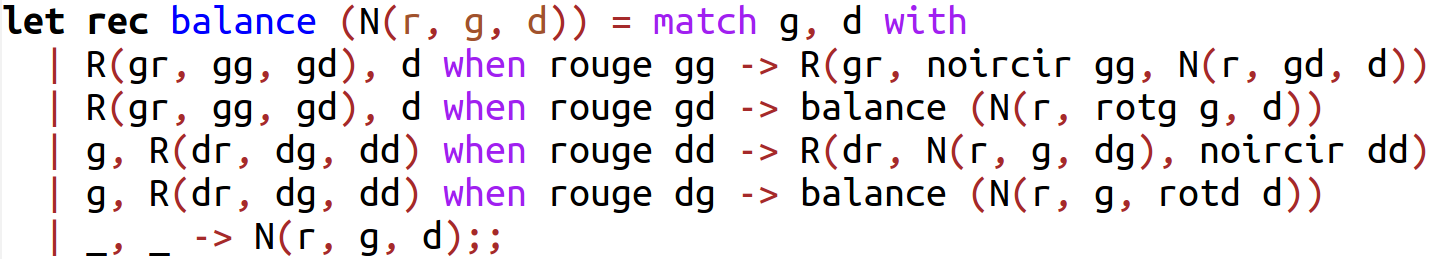 let rec balance (N(r, g, d)) = match g, d with
  | R(gr, gg, gd), d when rouge gg -> R(gr, noircir gg, N(r, gd, d))
  | R(gr, gg, gd), d when rouge gd -> balance (N(r, rotg g, d))
  | g, R(dr, dg, dd) when rouge dd -> R(dr, N(r, g, dg), noircir dd)
  | g, R(dr, dg, dd) when rouge dg -> balance (N(r, g, rotd d))
  | _, _ -> N(r, g, d);;